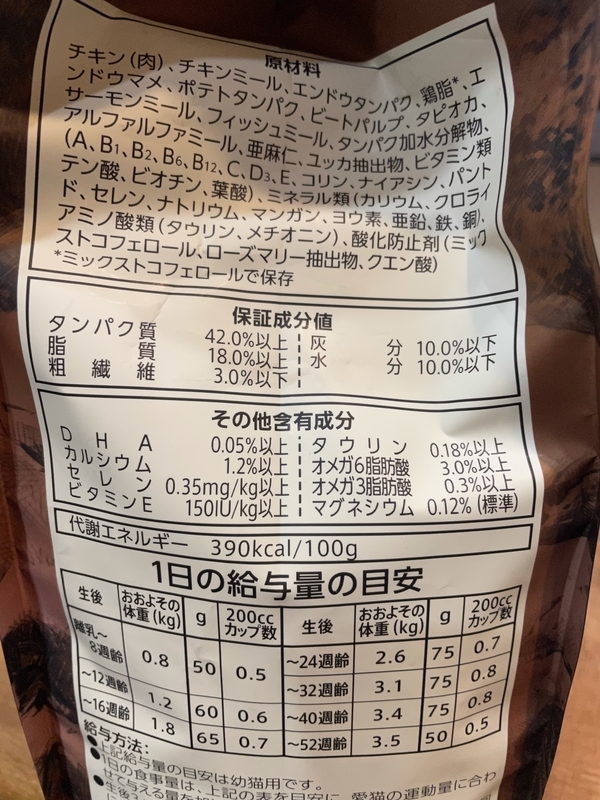 原材料
チキン(肉)、チキンミール、エンドウタンパク、鶏脂*、エ
ンドウマメ、ポテトタンパク、ビートパルプ、タピオカ、
サーモンミール、フィッシュミール、タンパク加水分解物、
アルファルファミール、亜麻仁、ユッカ抽出物、ビタミン類
(A、B1、B2、B6、B12、C、D3、E、コリン、ナイアシン、パント
テン酸、ビオチン、葉酸)、ミネラル類(カリウム、クロライ
ド、セレン、ナトリウム、マンガン、ヨウ素、亜鉛、鉄、銅)、
アミノ酸類(タウリン、メチオニン)、酸化防止剤(ミック
ストコフェロール、ローズマリー抽出物、クエン酸)
*ミックストコフェロールで保存
保証成分値
タンパク質 42.0%以上 灰分 10.0%以下
脂質 18.0%以上 水分 10.0%以下
粗繊維 3.0%以下
その他含有成分
DHA 0.05%以上 タウリン 0.18%以上
カルシウム 1.2%以上 オメガ6脂肪酸 3.0%以上
セレン 0.35mg/kg以上 オメガ3脂肪酸 0.3%以上
ビタミンE 150IU/kg以上 マグネシウム 0.12% (標準)
代謝エネルギー 390kcal/100g
1日の給与量の目安
生後 おおよその体重(kg) g 200ccカップ数 生後 おおよその体重(kg) g 200ccカップ数
離乳~8週齢 0.8 50 0.5 ~24週齢 2.6 75 0.7
~12週齢 1.2 60 0.6 ~32週齢 3.1 75 0.8
~16週齢 1.8 65 0.7 ~40週齢 3.4 75 0.8
~52週齢 3.5 50 0.5
給与方法:
●上記給与量の目安は幼猫用です。
●1日の食事量は、上記の表を目安に、愛猫の運動量に合わ